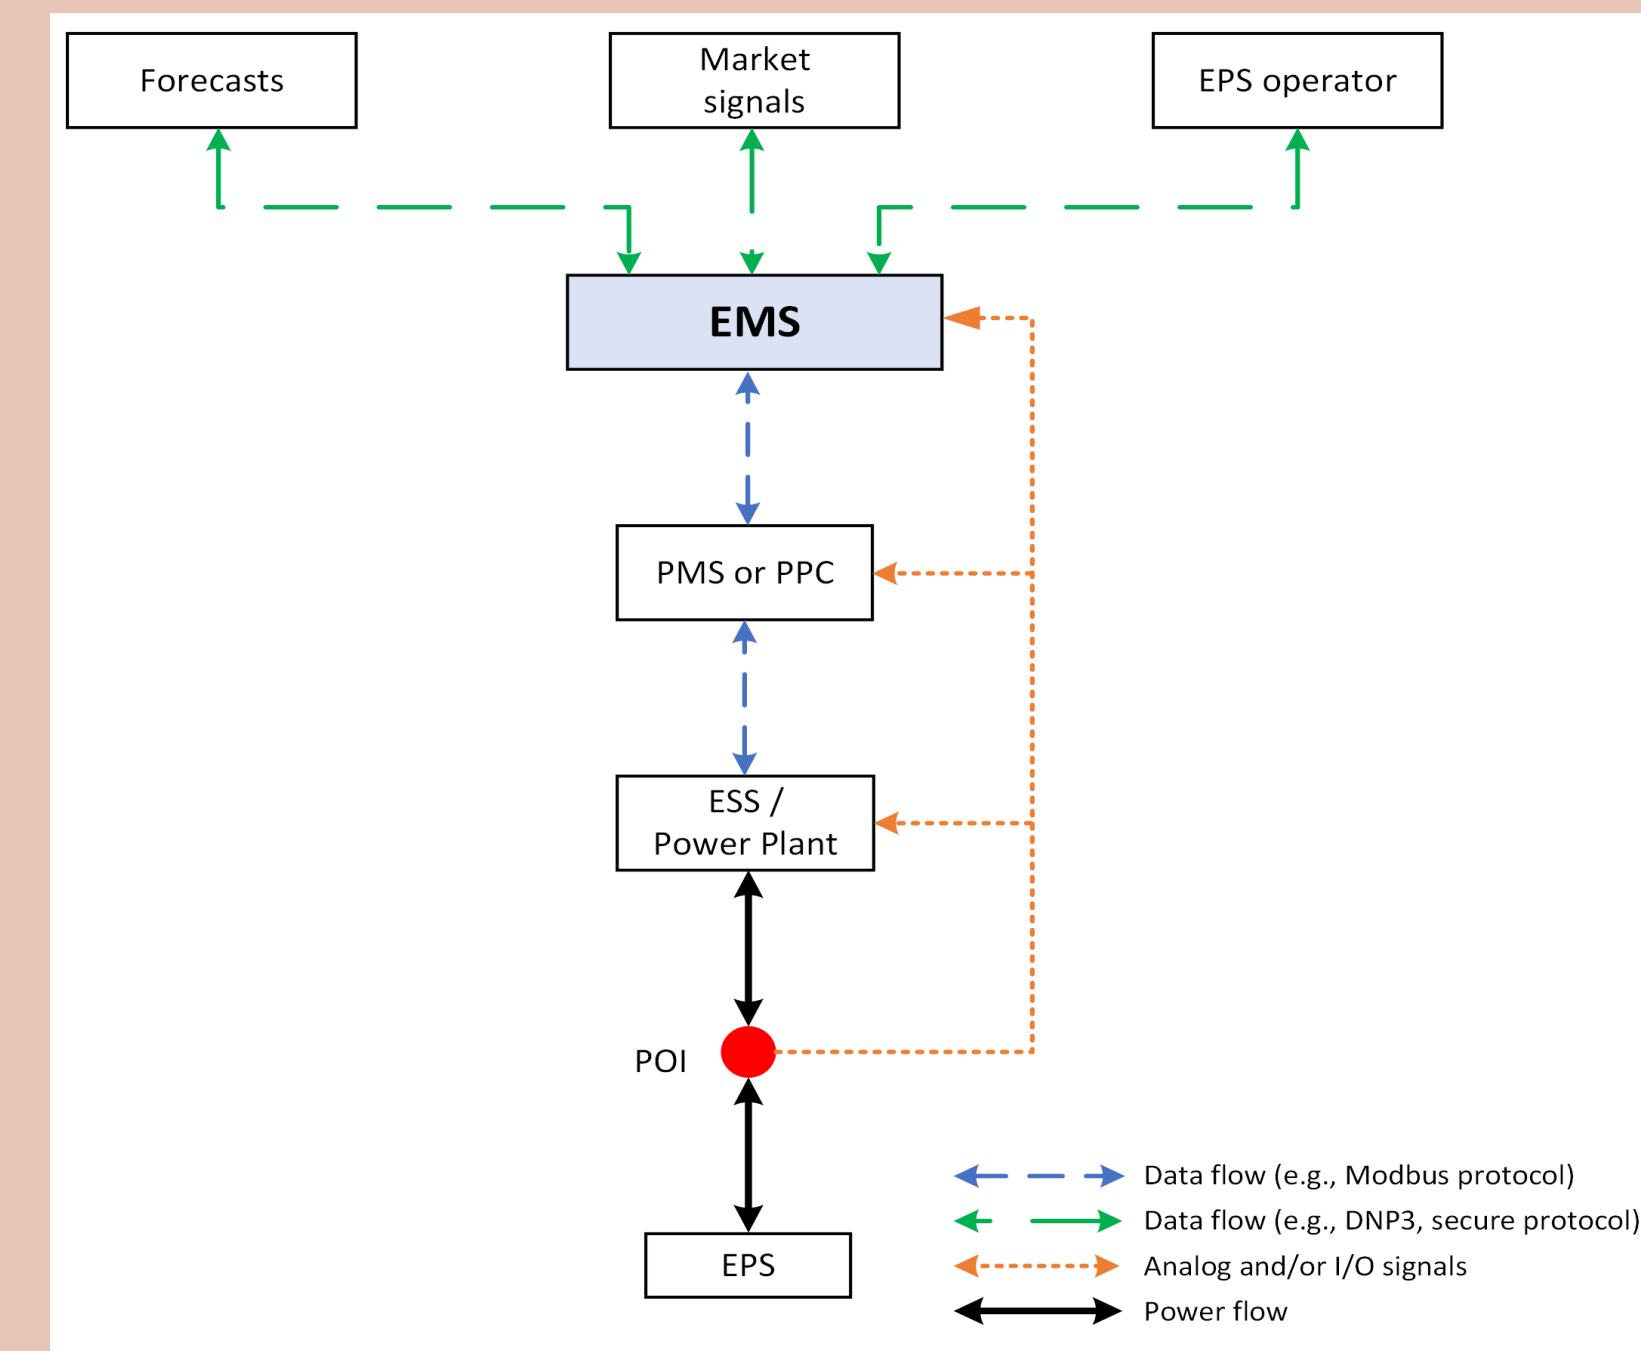 Forecasts
Market
signals
EPS operator
EMS
PMS or PPC
ESS /
Power Plant
POI
EPS
Data flow (e.g., Modbus protocol)
Data flow (e.g., DNP3, secure protocol)
Analog and/or I/O signals
Power flow